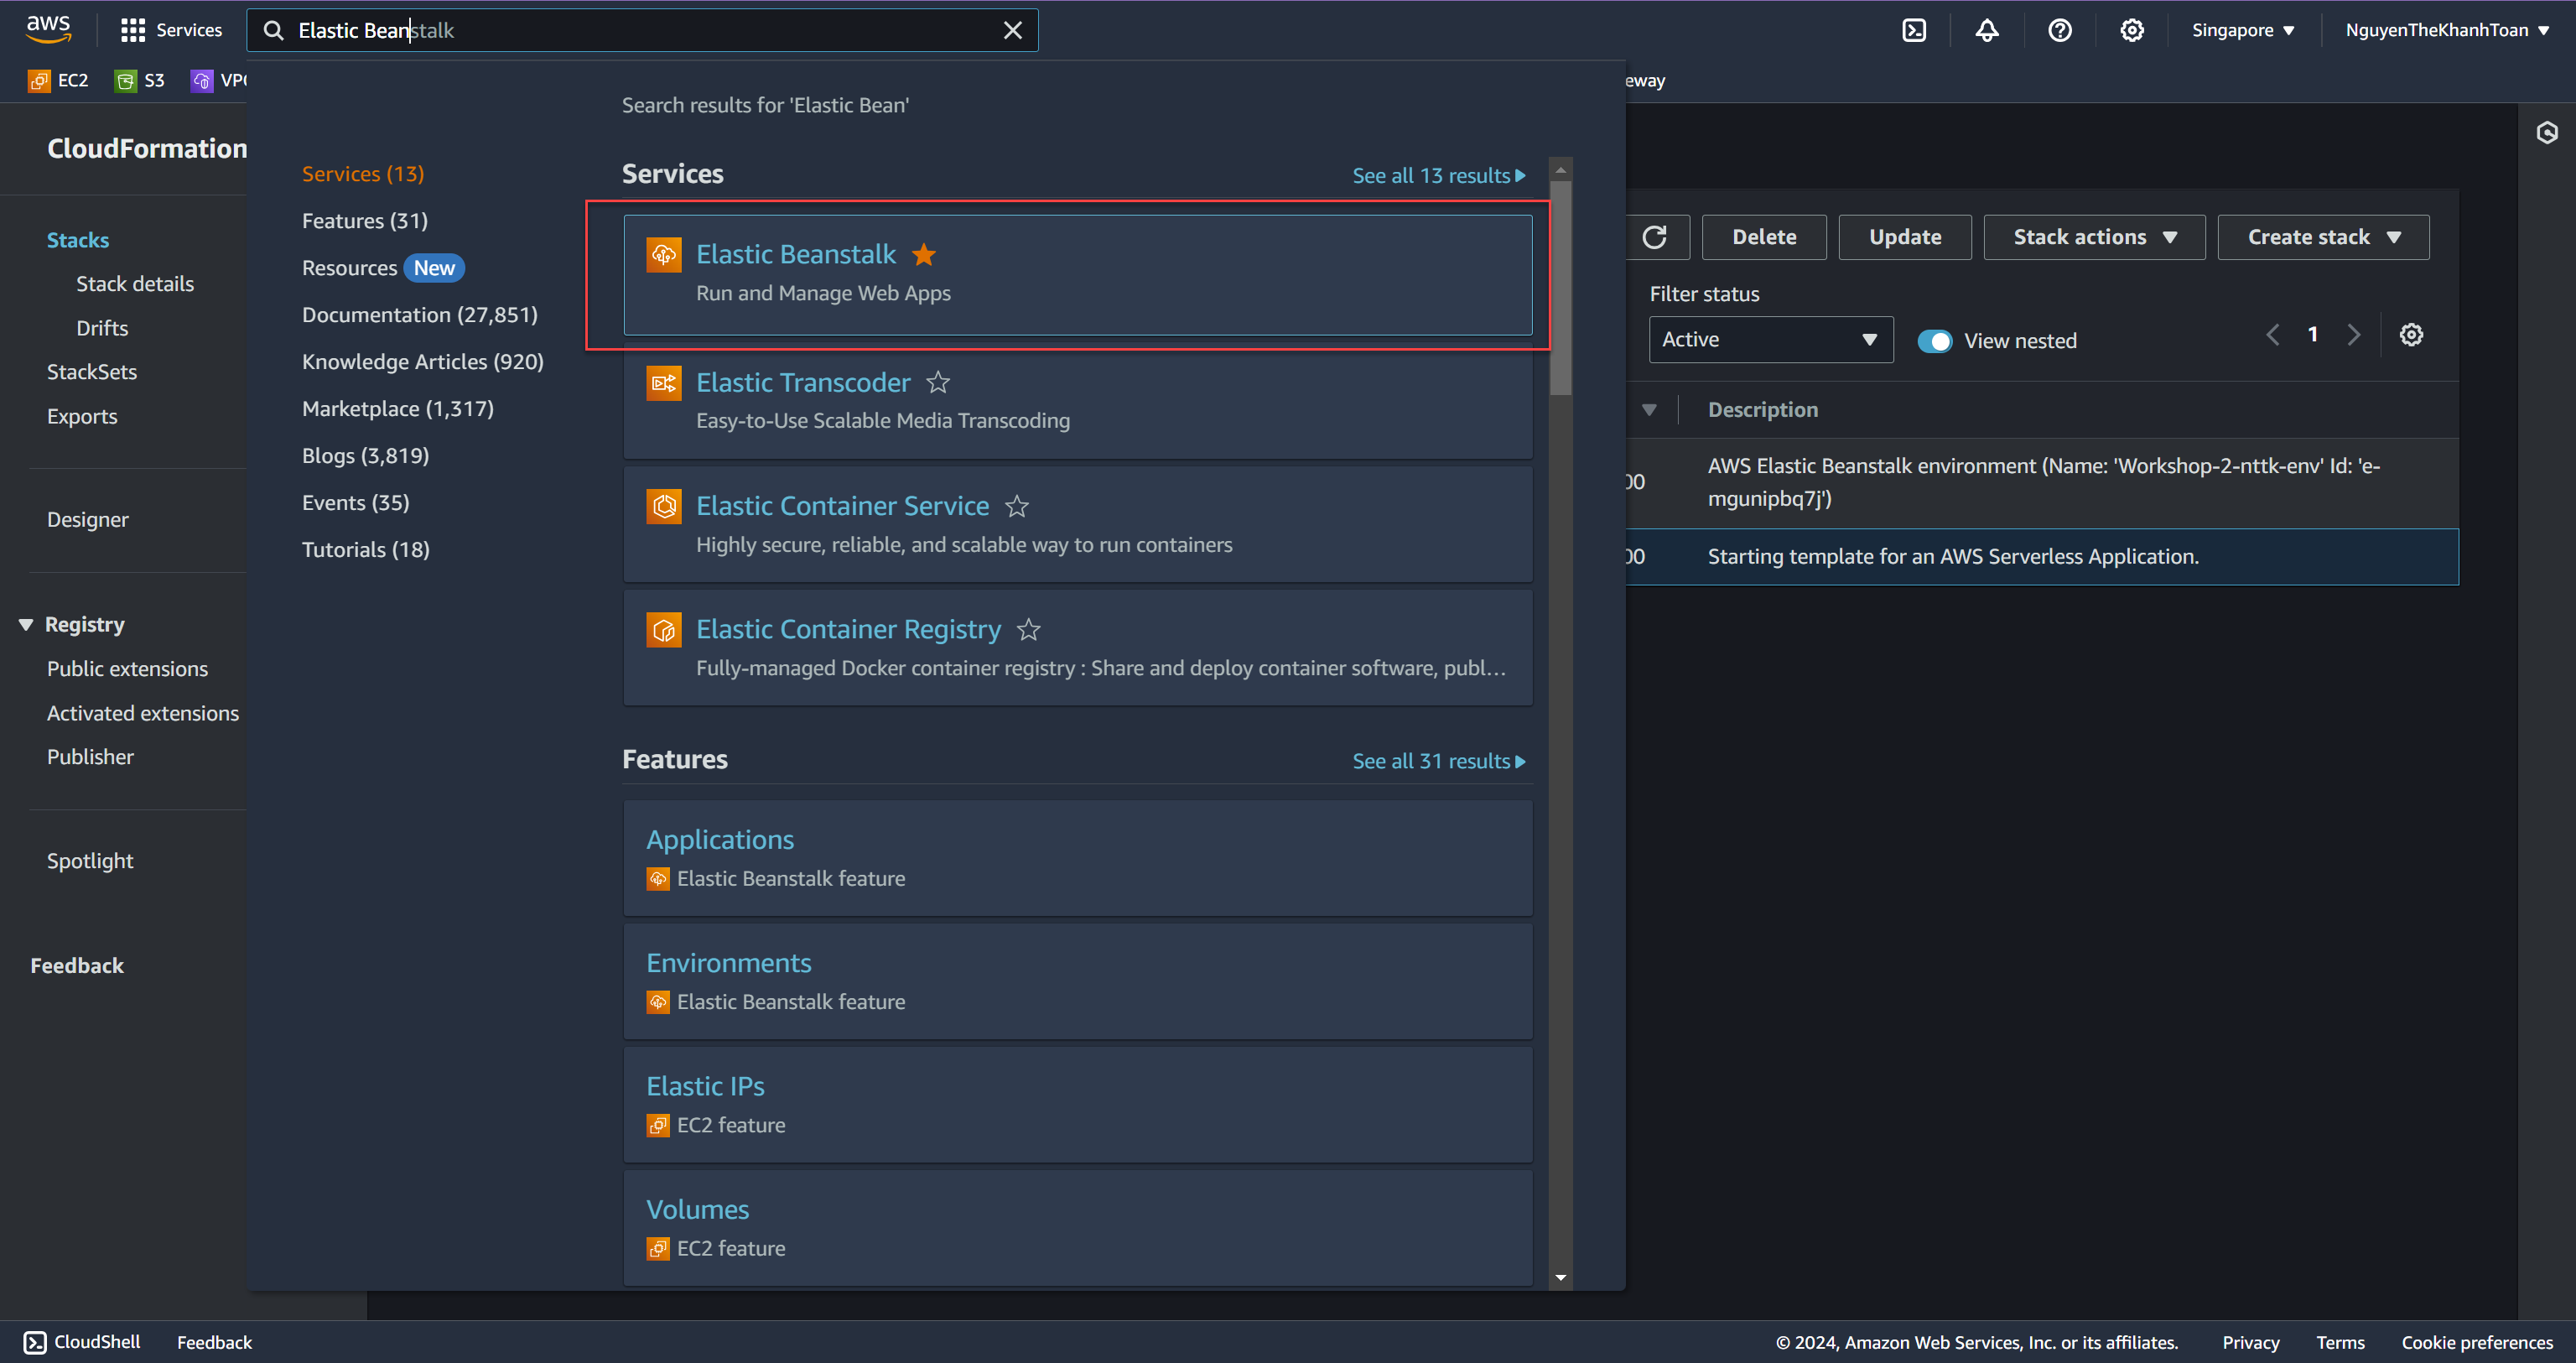 aws
Services
Elastic Beanstalk
Singapore
NguyenTheKhanhToan
EC2
S3
eway
Search results for 'Elastic Bean'
CloudFormation
Stacks
Stack details
Drifts
StackSets
Exports
Designer
Registry
Public extensions
Activated extensions
Publisher
Spotlight
Feedback
Services (13)
Features (31)
Resources New
Documentation (27,851)
Knowledge Articles (920)
Marketplace (1,317)
Blogs (3,819)
Events (35)
Tutorials (18)
Services
See all 13 results
Elastic Beanstalk
Run and Manage Web Apps
Elastic Transcoder
Easy-to-Use Scalable Media Transcoding
Elastic Container Service
Highly secure, reliable, and scalable way to run containers
Elastic Container Registry
Fully-managed Docker container registry : Share and deploy container software, publ...
Features
See all 31 results
Applications
Elastic Beanstalk feature
Environments
Elastic Beanstalk feature
Elastic IPs
EC2 feature
Volumes
EC2 feature
Delete
Update
Stack actions
Create stack
Filter status
Active
View nested
1
Description
00
AWS Elastic Beanstalk environment (Name: 'Workshop-2-nttk-env' Id: 'e-
mgunipbq7j')
00
Starting template for an AWS Serverless Application.
CloudShell
Feedback
© 2024, Amazon Web Services, Inc. or its affiliates.
Privacy
Terms
Cookie preferences